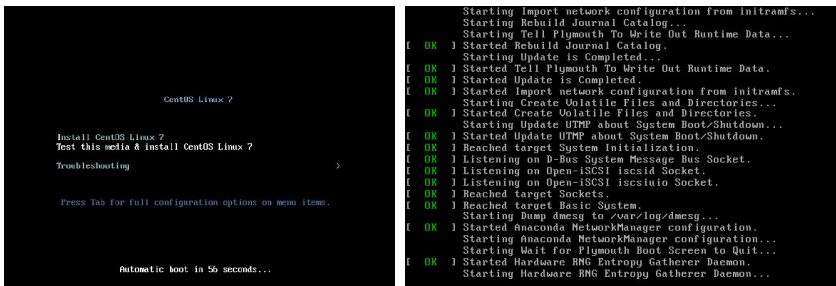 CentOS Linux 7
Install CentOS Linux 7
Test this media & install CentOS Linux 7
Troubleshooting >
Press Tab for full configuration options on menu items.
Automatic boot in 56 seconds...
Starting Import network configuration from initramfs...
Starting Rebuild Journal Catalog...
Starting Tell Plymouth To Write Out Runtime Data...
[ OK ] Started Rebuild Journal Catalog.
Starting Update is Completed...
[ OK ] Started Tell Plymouth To Write Out Runtime Data.
[ OK ] Started Update is Completed.
[ OK ] Started Import network configuration from initramfs.
Starting Create Volatile Files and Directories...
[ OK ] Started Create Volatile Files and Directories.
Starting Update UTMP about System Boot/Shutdown...
[ OK ] Started Update UTMP about System Boot/Shutdown.
[ OK ] Reached target System Initialization.
[ OK ] Listening on D-Bus System Message Bus Socket.
[ OK ] Listening on Open-iSCSI iscsid Socket.
[ OK ] Listening on Open-iSCSI iscsiuio Socket.
[ OK ] Reached target Sockets.
[ OK ] Reached target Basic System.
Starting Dump dmesg to /var/log/dmesg...
[ OK ] Started Anaconda NetworkManager configuration.
Starting Anaconda NetworkManager configuration...
Starting Wait for Plymouth Boot Screen to Quit...
[ OK ] Started Hardware RNG Entropy Gatherer Daemon.
Starting Hardware RNG Entropy Gatherer Daemon...